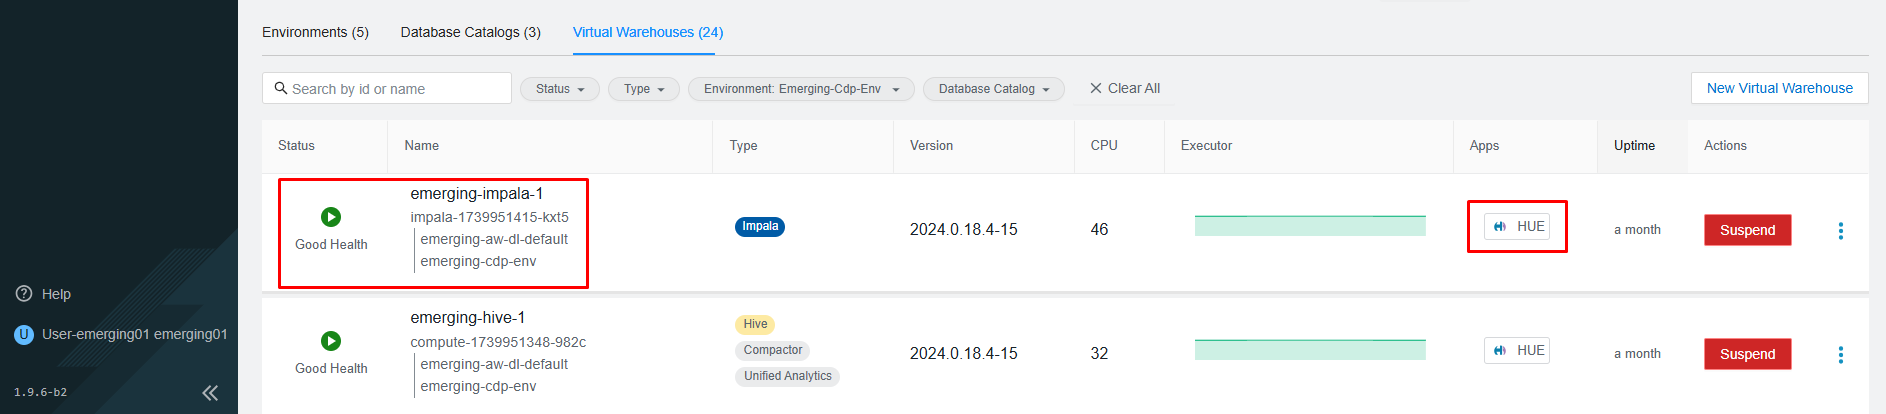 Environments (5) Database Catalogs (3) Virtual Warehouses (24)
Search by id or name Status Type Environment: Emerging-Cdp-Env Database Catalog Clear All New Virtual Warehouse
Status Name Type Version CPU Executor Apps Uptime Actions
emerging-impala-1
impala-1739951415-kxt5
Good Health emerging-aw-dl-default Impala 2024.0.18.4-15 46 HUE a month Suspend
emerging-cdp-env
emerging-hive-1
Hive
compute-1739951348-982c
Compactor
Good Health emerging-aw-dl-default 2024.0.18.4-15 32 HUE a month Suspend
Unified Analytics
emerging-cdp-env
Help
U User-emerging01 emerging01
1.9.6-b2